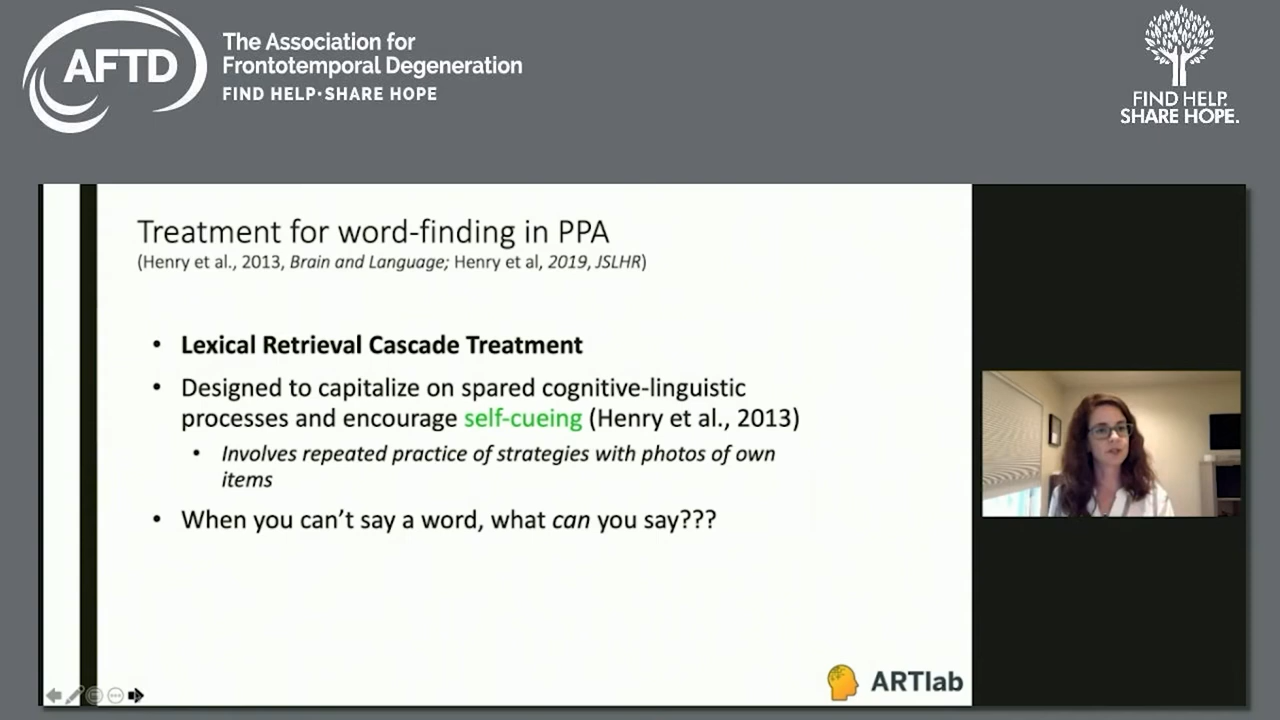 AFTD
The Association for
Frontotemporal Degeneration
FIND HELP•SHARE HOPE
FIND HELP.
SHARE HOPE.
Treatment for word-finding in PPA
(Henry et al., 2013, Brain and Language; Henry et al, 2019, JSLHR)
• Lexical Retrieval Cascade Treatment
• Designed to capitalize on spared cognitive-linguistic
processes and encourage self-cueing (Henry et al., 2013)
• Involves repeated practice of strategies with photos of own
items
• When you can’t say a word, what can you say???
ARTlab